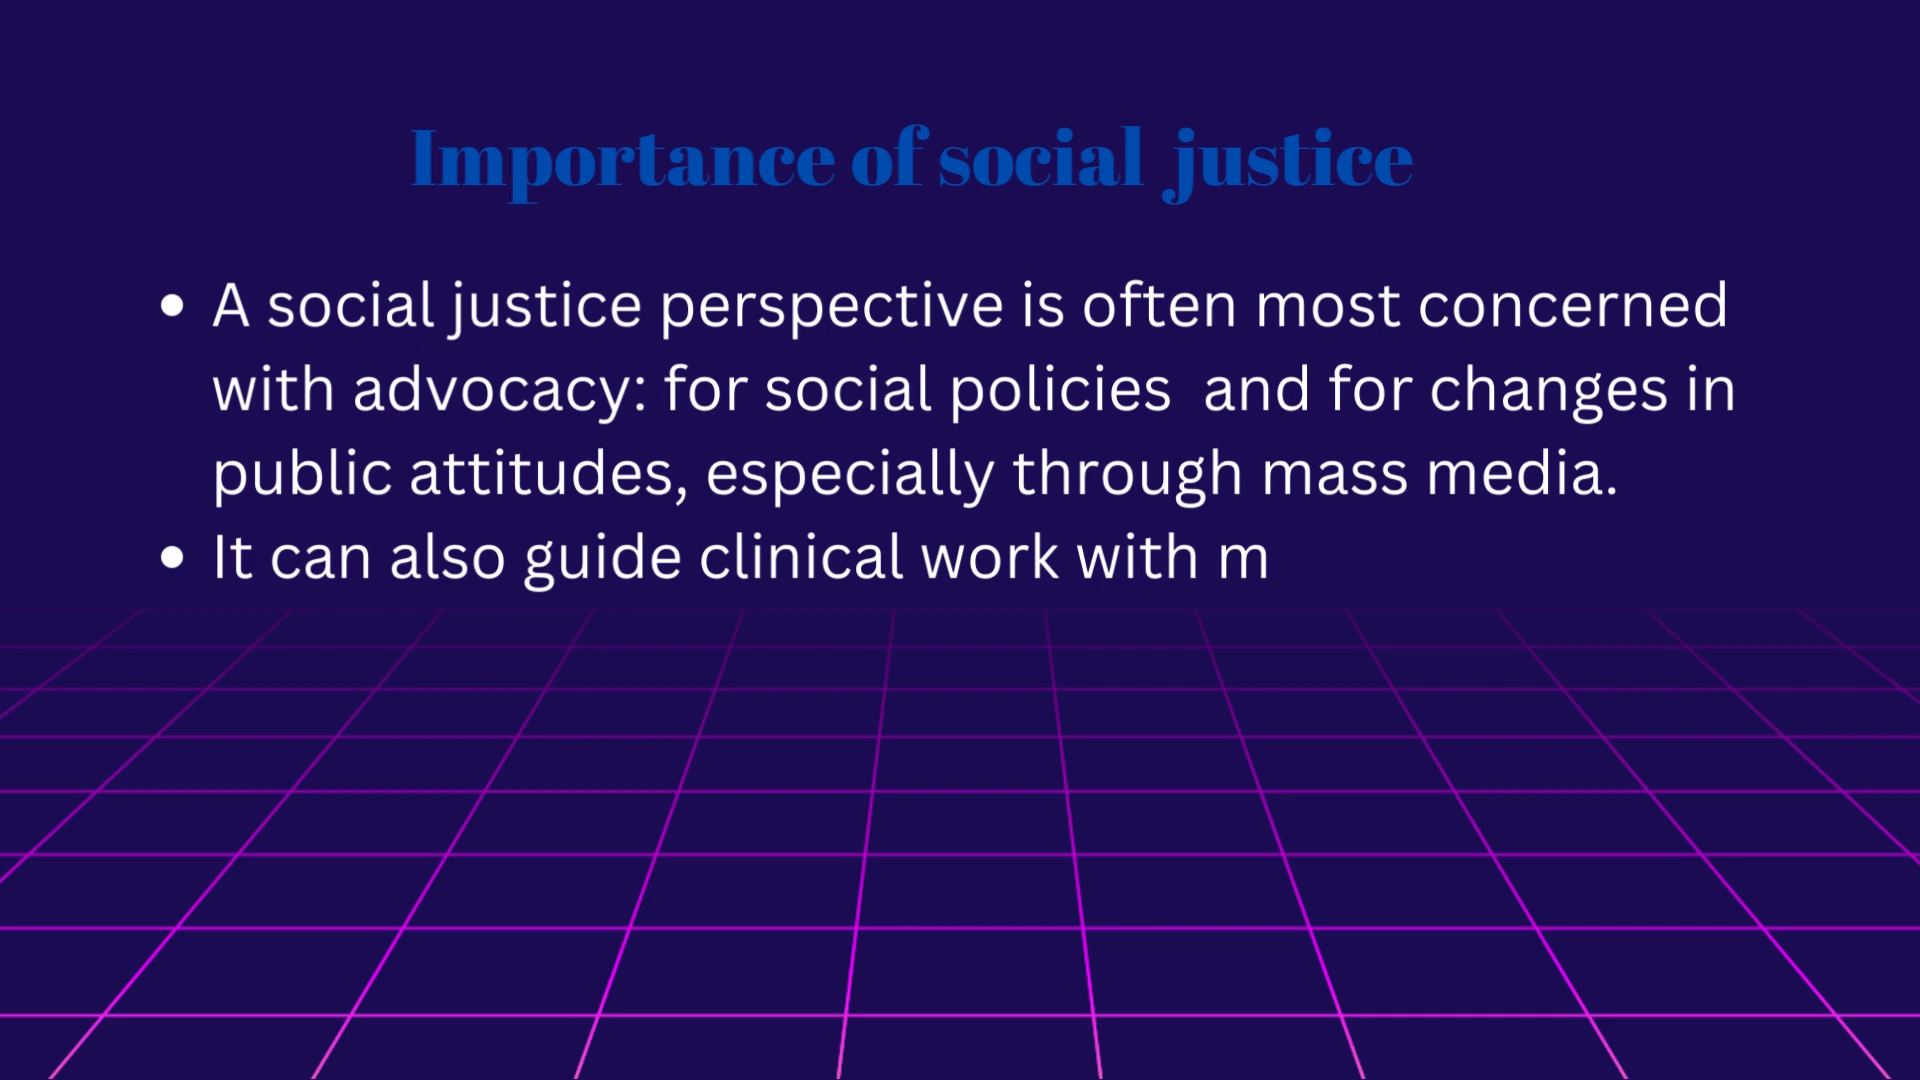 Importance of social justice
• A social justice perspective is often most concerned
with advocacy: for social policies and for changes in
public attitudes, especially through mass media.
• It can also guide clinical work with m